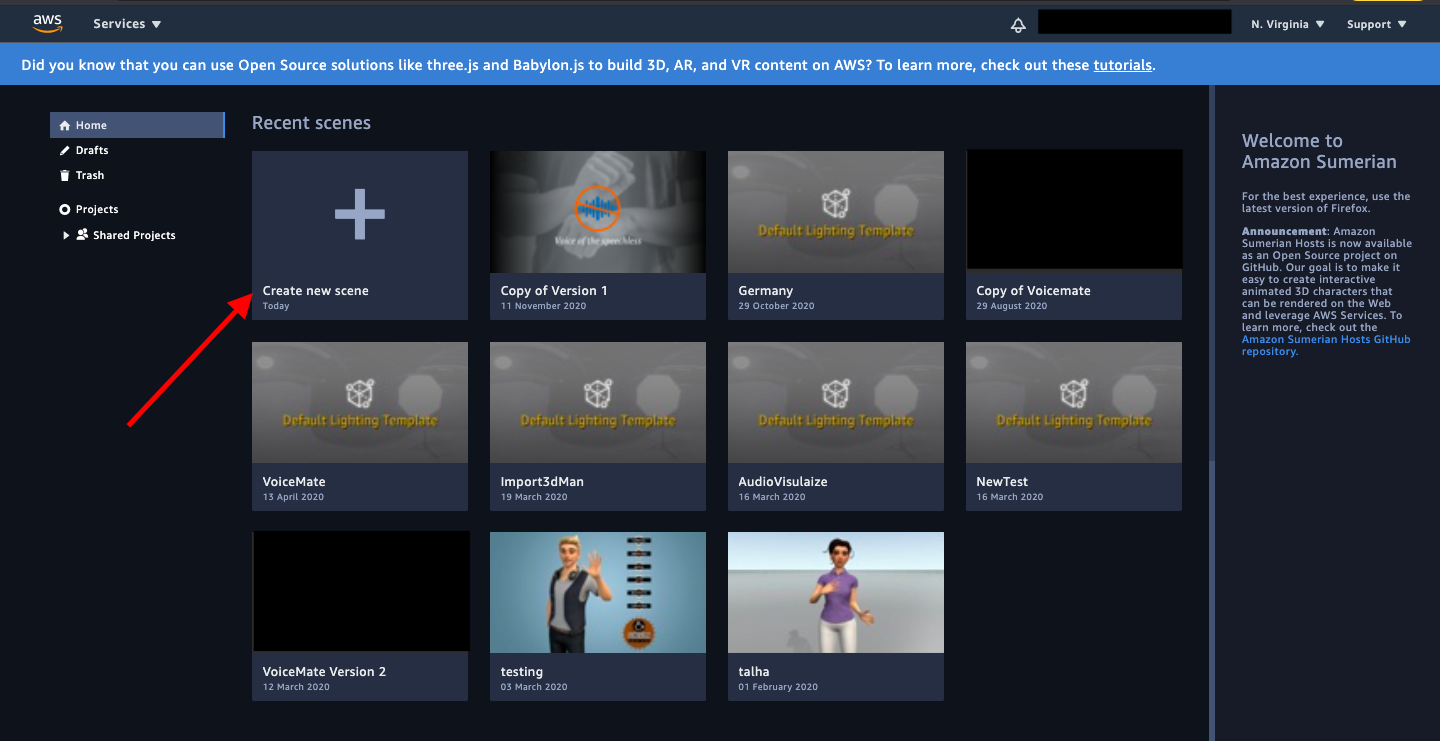 aws
Services
N. Virginia
Support
Did you know that you can use Open Source solutions like three.js and Babylon.js to build 3D, AR, and VR content on AWS? To learn more, check out these tutorials.
Home
Drafts
Trash
Projects
Shared Projects
Recent scenes
Create new scene
Today
Voice of the speechless
Copy of Version 1
11 November 2020
Default Lighting Template
Germany
29 October 2020
Copy of Voicemate
29 August 2020
Default Lighting Template
VoiceMate
13 April 2020
Default Lighting Template
Import3dMan
19 March 2020
Default Lighting Template
AudioVisulaize
16 March 2020
Default Lighting Template
NewTest
16 March 2020
VoiceMate Version 2
12 March 2020
testing
03 March 2020
talha
01 February 2020
Welcome to
Amazon Sumerian
For the best experience, use the
latest version of Firefox.
Announcement: Amazon
Sumerian Hosts is now available
as an Open Source project on
GitHub. Our goal is to make it
easy to create interactive
animated 3D characters that
can be rendered on the Web
and leverage AWS Services. To
learn more, check out the
Amazon Sumerian Hosts GitHub
repository.